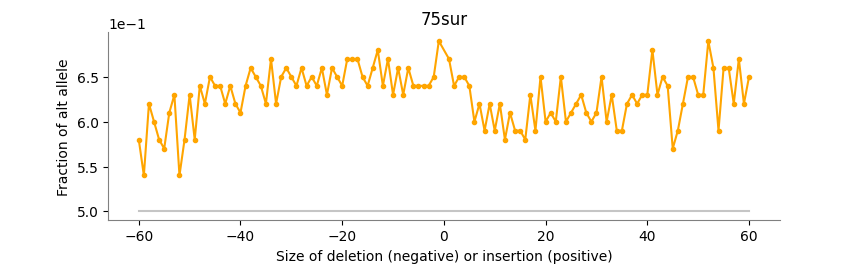 75sur
1e−1
Fraction of alt allele
6.5
6.0
5.5
5.0
−60 −40 −20 0 20 40 60
Size of deletion (negative) or insertion (positive)